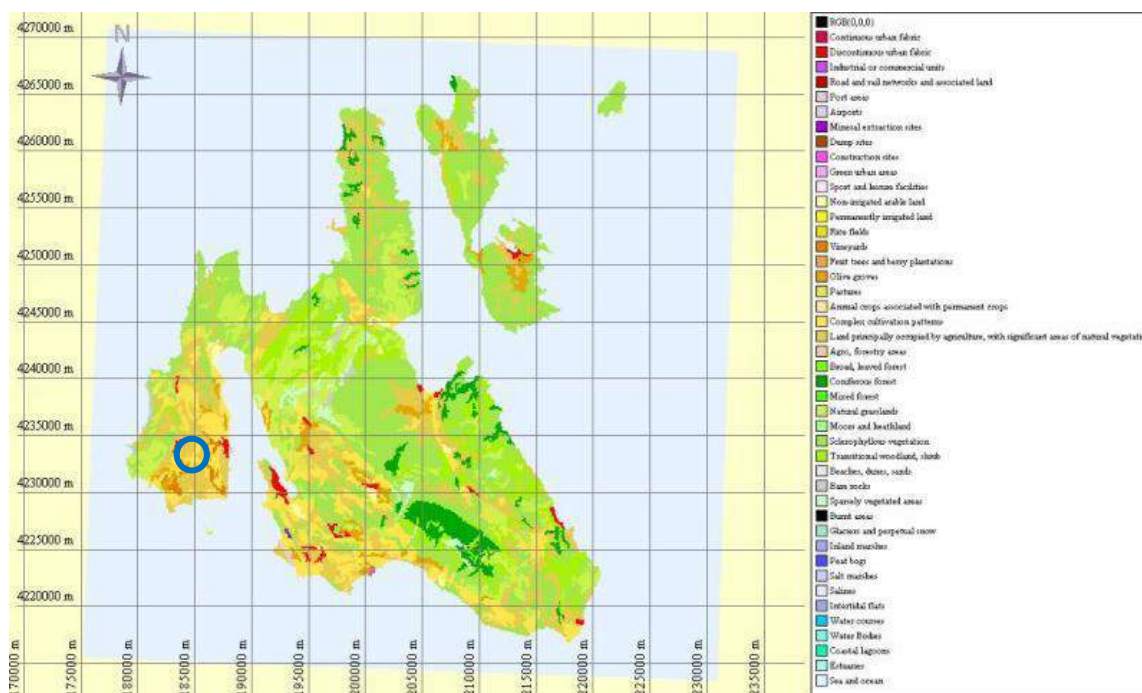 4270000 m
N
4265000 m
4260000 m
4255000 m
4250000 m
4245000 m
4240000 m
4235000 m
4230000 m
4225000 m
4220000 m
170000 m
175000 m
180000 m
185000 m
190000 m
195000 m
200000 m
205000 m
210000 m
215000 m
220000 m
225000 m
230000 m
235000 m
RGB(0,0,0)
Continuous urban fabric
Discontinuous urban fabric
Industrial or commercial units
Road and rail networks and associated land
Port areas
Airports
Mineral extraction sites
Dump sites
Construction sites
Green urban areas
Sport and leisure facilities
Non-irrigated arable land
Permanently irrigated land
Rice fields
Vineyards
Fruit trees and berry plantations
Olive groves
Pastures
Annual crops associated with permanent crops
Complex cultivation patterns
Land principally occupied by agriculture, with significant areas of natural vegetati
Agro, forestry areas
Broad, leaved forest
Coniferous forest
Mixed forest
Natural grasslands
Moors and heathland
Sclerophyllous vegetation
Transitional woodland, shrub
Beaches, dunes, sands
Bare rocks
Sparsely vegetated areas
Burnt areas
Glaciers and perpetual snow
Inland marshes
Peat bogs
Salt marshes
Salines
Intertidal flats
Water courses
Water Bodies
Coastal lagoons
Estuaries
Sea and ocean